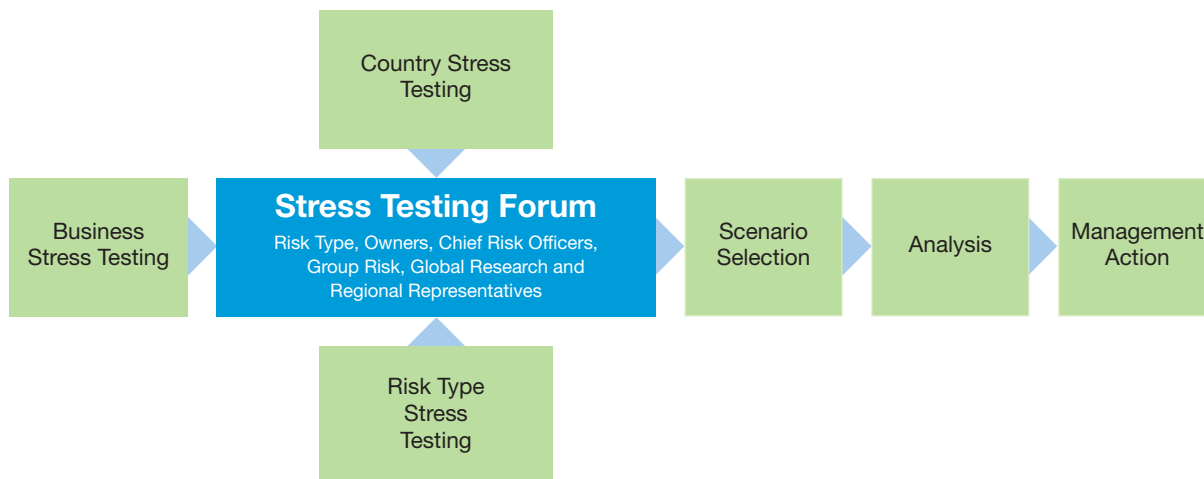 Country Stress
Testing
Business
Stress Testing
Stress Testing Forum
Risk Type, Owners, Chief Risk Officers,
Group Risk, Global Research and
Regional Representatives
Scenario
Selection
Analysis
Management
Action
Risk Type
Stress
Testing